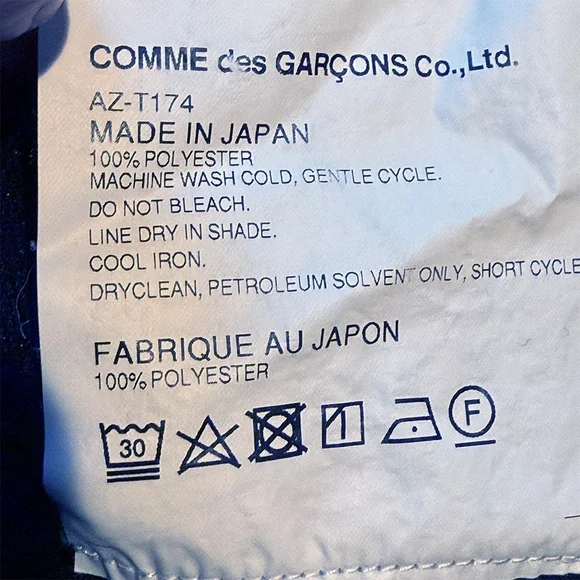 COMME des GARÇONS Co.,Ltd.
AZ-T174
MADE IN JAPAN
100% POLYESTER
MACHINE WASH COLD, GENTLE CYCLE.
DO NOT BLEACH.
LINE DRY IN SHADE.
COOL IRON.
DRYCLEAN, PETROLEUM SOLVENT ONLY, SHORT CYCLE
FABRIQUE AU JAPON
100% POLYESTER
30 F